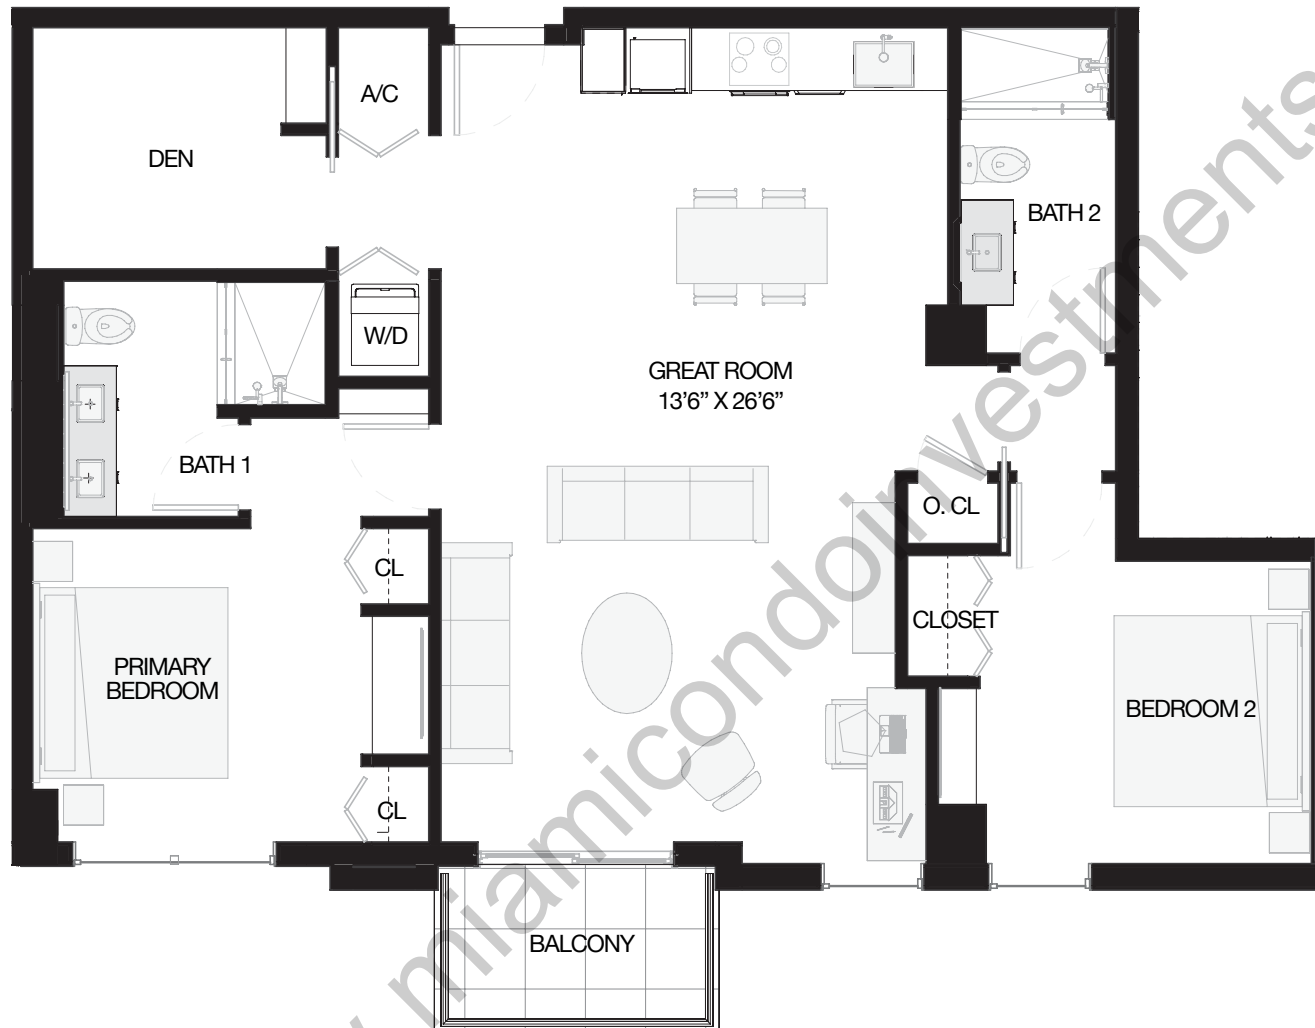 A/C
DEN
BATH 2
W/D
GREAT ROOM
13'6” X 26'6”
BATH 1
O. CL
CL
CLOSET
PRIMARY
BEDROOM
BEDROOM 2
CL
BALCONY
miamicondoinvestments